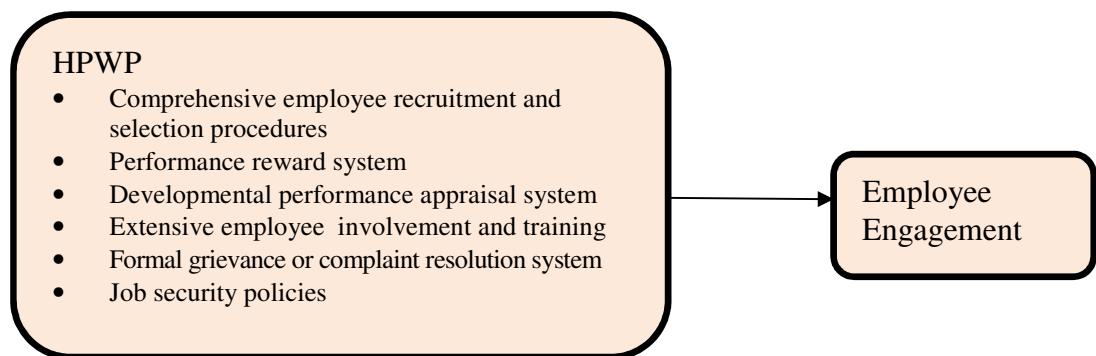 HPWP
• Comprehensive employee recruitment and
selection procedures
• Performance reward system
• Developmental performance appraisal system
• Extensive employee involvement and training
• Formal grievance or complaint resolution system
• Job security policies
Employee
Engagement